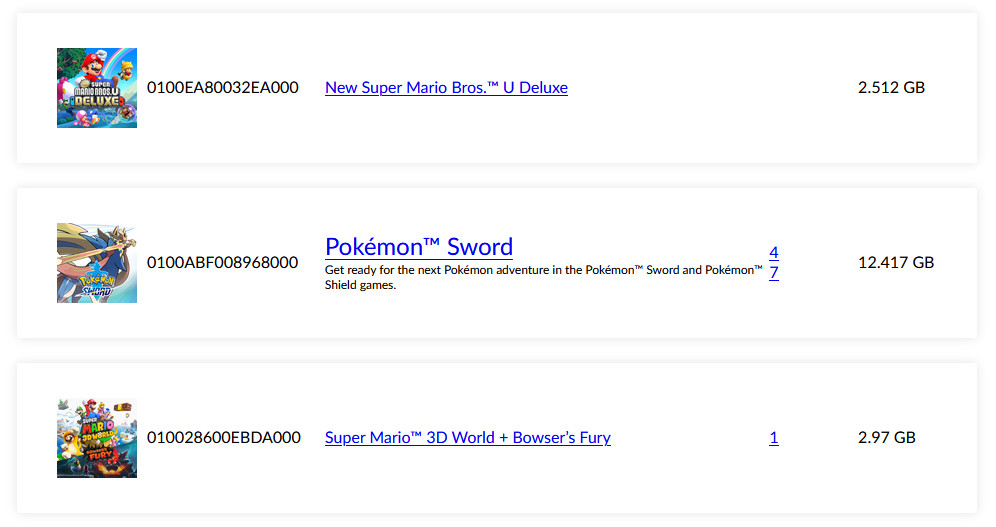 SUPER
MARIO BROS.U
DELUXE
0100EA80032EA000
New Super Mario Bros.™ U Deluxe
2.512 GB
POKÉMON
SWORD
0100ABF008968000
Pokémon™ Sword
Get ready for the next Pokémon adventure in the Pokémon™ Sword and Pokémon™
Shield games.
4
7
12.417 GB
SUPER
MARIO
3D WORLD
BOWSER'S
FURY
010028600EBDA000
Super Mario™ 3D World + Bowser’s Fury
1
2.97 GB